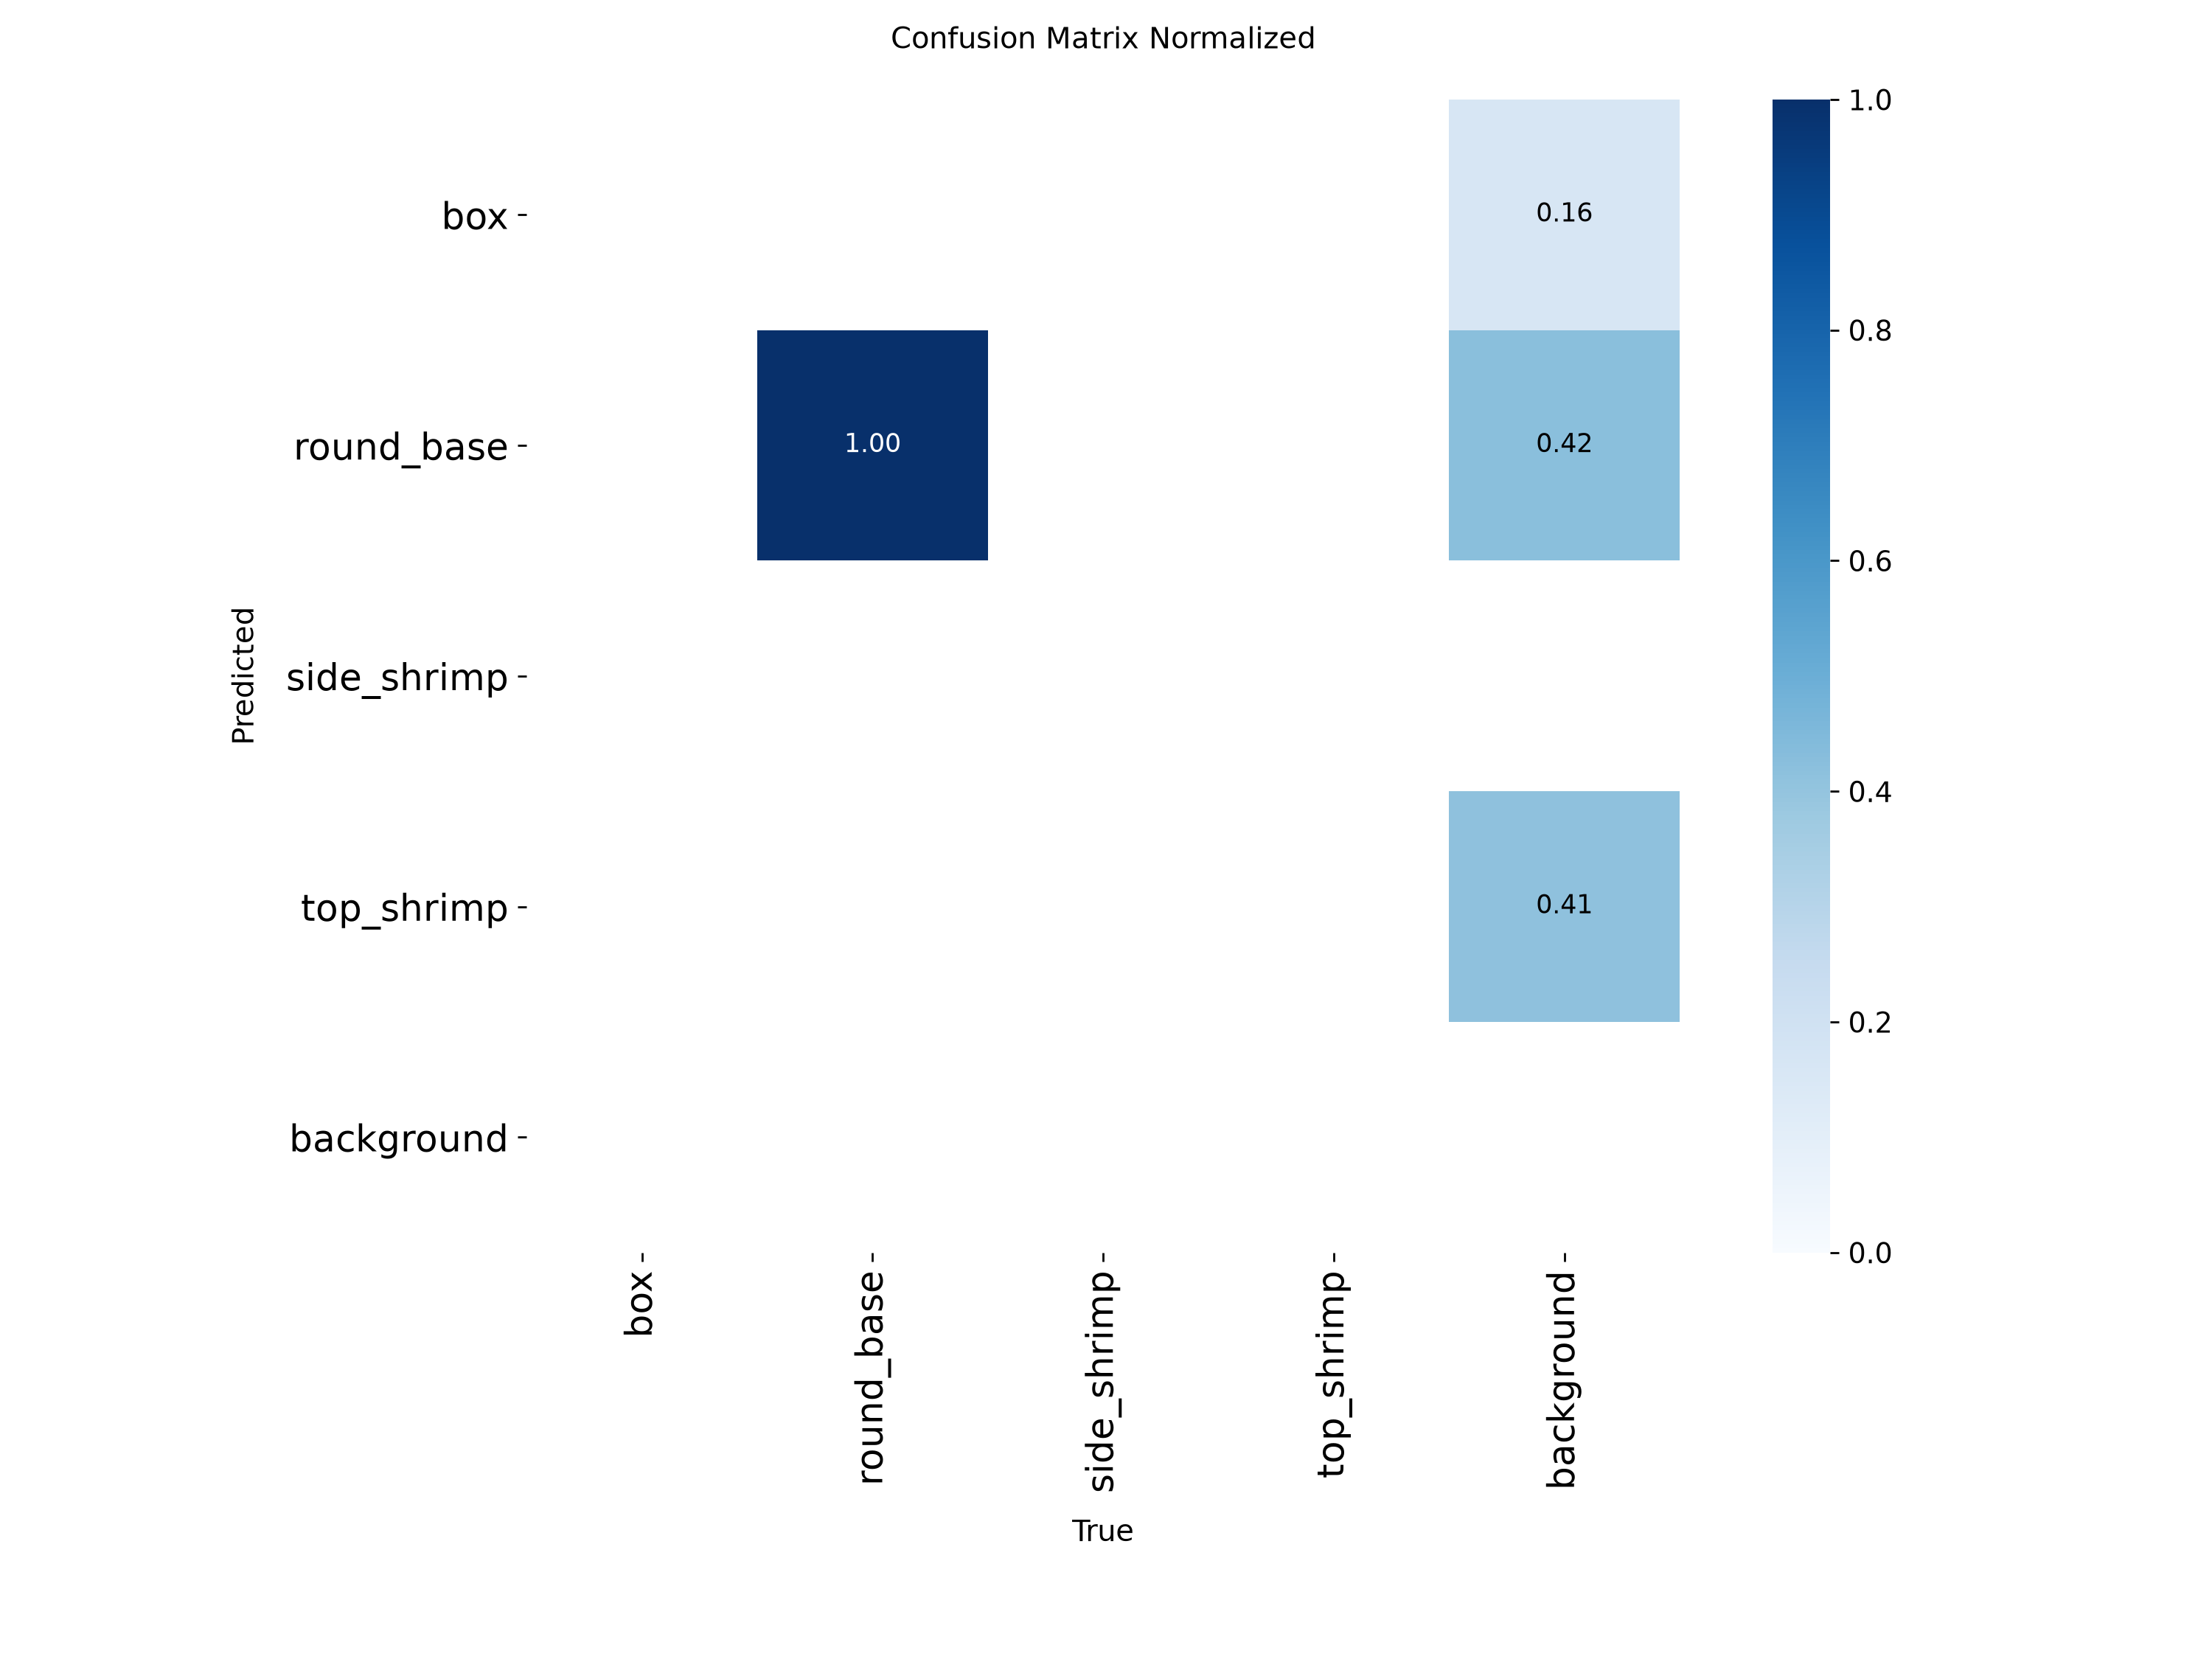 Confusion Matrix Normalized
box
0.16
round_base
1.00
0.42
side_shrimp
top_shrimp
0.41
background
Predicted
box
round_base
side_shrimp
top_shrimp
background
True
1.0
0.8
0.6
0.4
0.2
0.0